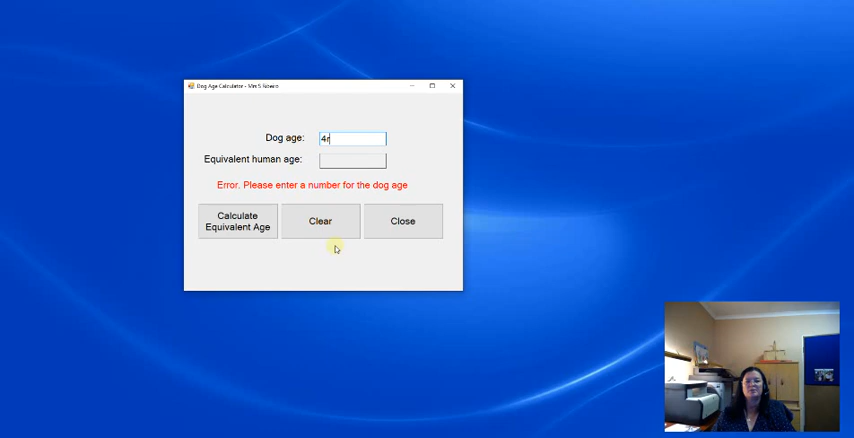 Dog Age Calculator - Mrs S Ribeiro
Dog age:
4r
Equivalent human age:
Error. Please enter a number for the dog age
Calculate
Equivalent Age
Clear
Close